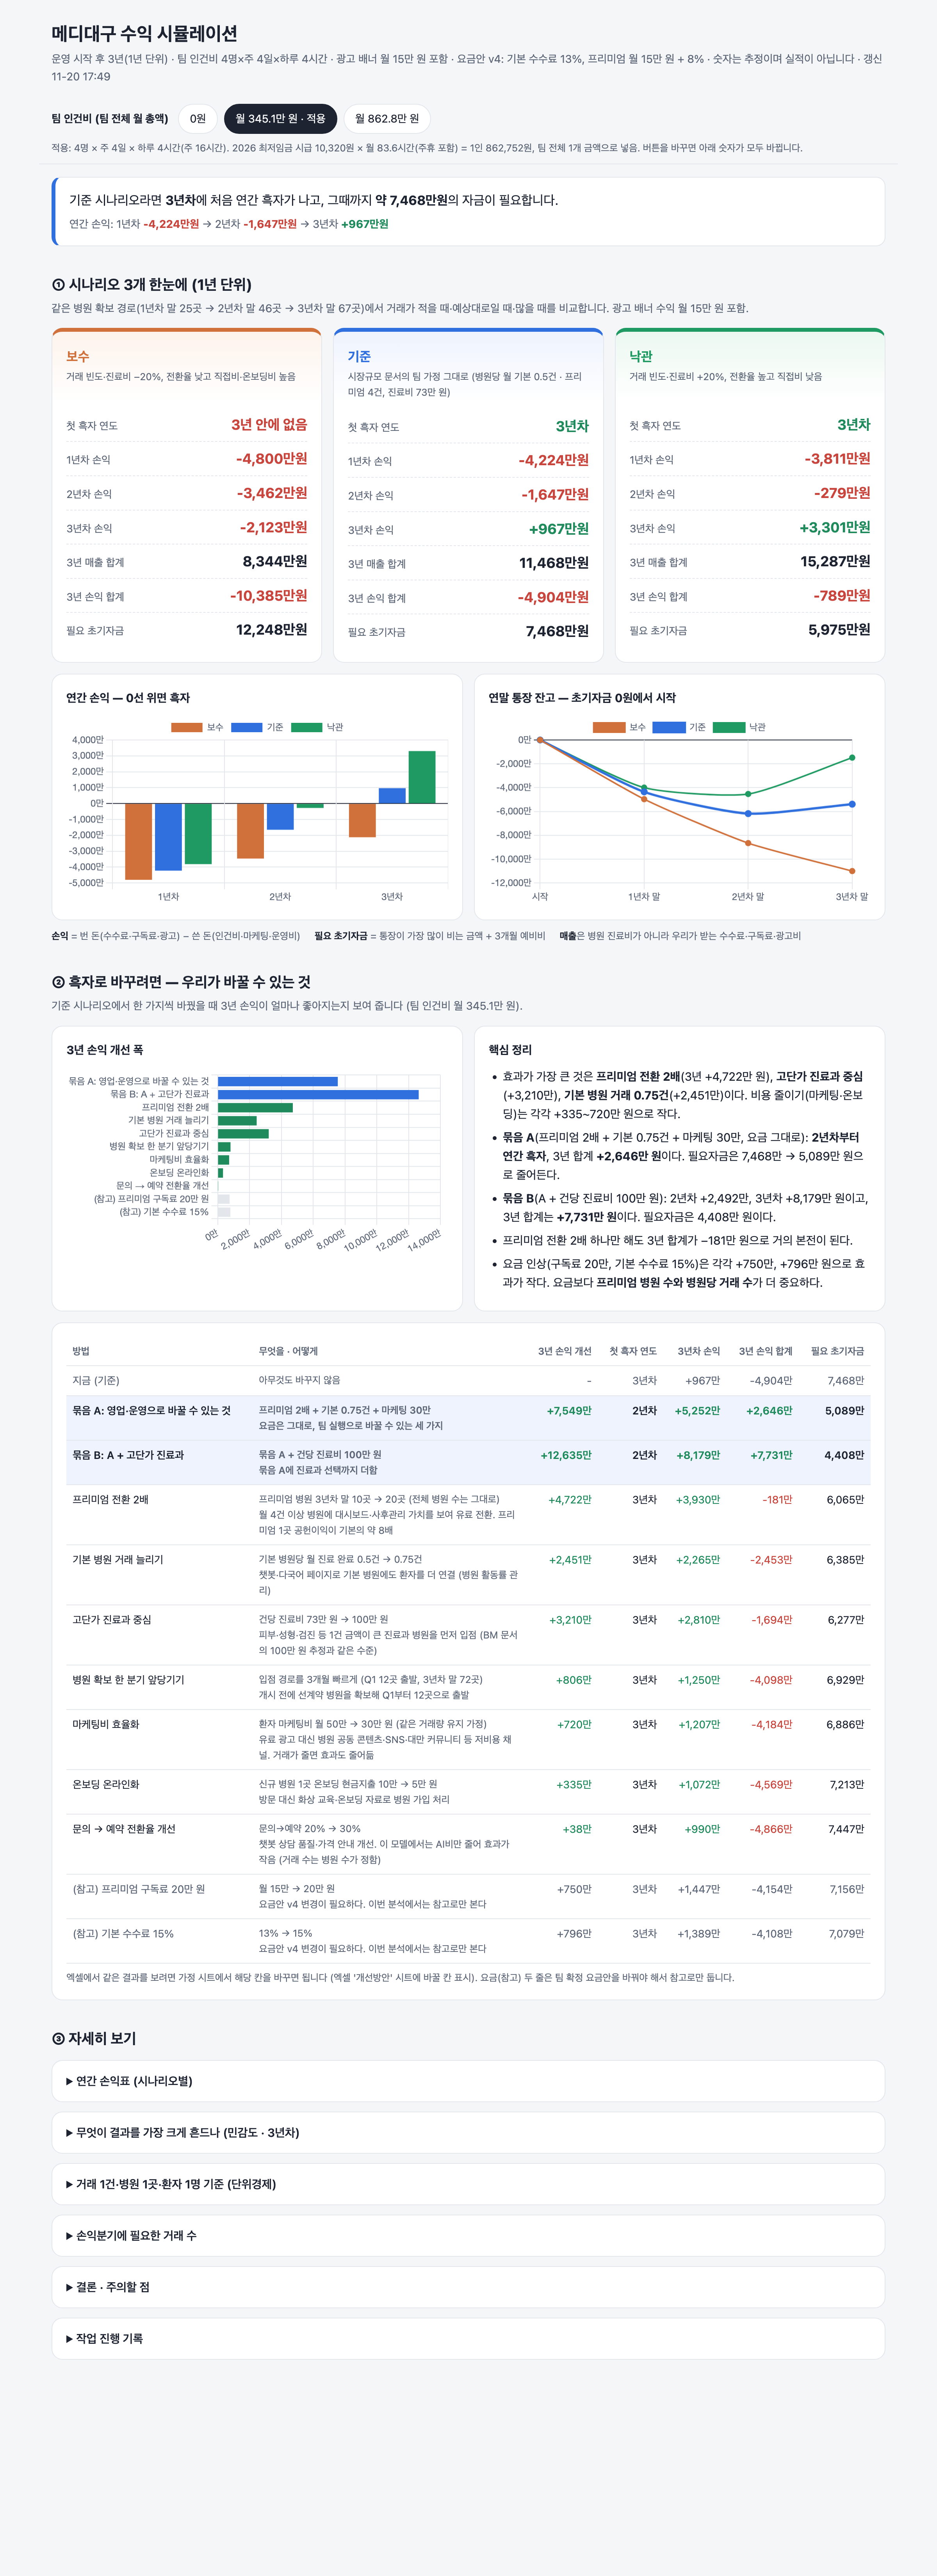 메디대구 수익 시뮬레이션
운영 시작 후 3년(1년 단위) · 팀 인건비 4명×주 4일×하루 4시간 · 광고 배너 월 15만 원 포함 · 요금안 v4: 기본 수수료 13%, 프리미엄 월 15만 원 + 8% · 숫자는 추정이며 실적이 아닙니다 · 갱신
11-20 17:49
팀 인건비 (팀 전체 월 총액) 0원 월 345.1만 원 · 적용 월 862.8만 원
적용: 4명 × 주 4일 × 하루 4시간(주 16시간). 2026 최저임금 시급 10,320원 × 월 83.6시간(주휴 포함) = 1인 862,752원, 팀 전체 1개 금액으로 넣음. 버튼을 바꾸면 아래 숫자가 모두 바뀝니다.
기준 시나리오라면 3년차에 처음 연간 흑자가 나고, 그때까지 약 7,468만원의 자금이 필요합니다.
연간 손익: 1년차 -4,224만원 → 2년차 -1,647만원 → 3년차 +967만원
① 시나리오 3개 한눈에 (1년 단위)
같은 병원 확보 경로(1년차 말 25곳 → 2년차 말 46곳 → 3년차 말 67곳)에서 거래가 적을 때·예상대로일 때·많을 때를 비교합니다. 광고 배너 수익 월 15만 원 포함.
보수
거래 빈도·진료비 −20%, 전환율 낮고 직접비·온보딩비 높음
첫 흑자 연도 3년 안에 없음
1년차 손익 -4,800만원
2년차 손익 -3,462만원
3년차 손익 -2,123만원
3년 매출 합계 8,344만원
3년 손익 합계 -10,385만원
필요 초기자금 12,248만원
기준
시장규모 문서의 팀 가정 그대로 (병원당 월 기본 0.5건 · 프리
미엄 4건, 진료비 73만 원)
첫 흑자 연도 3년차
1년차 손익 -4,224만원
2년차 손익 -1,647만원
3년차 손익 +967만원
3년 매출 합계 11,468만원
3년 손익 합계 -4,904만원
필요 초기자금 7,468만원
낙관
거래 빈도·진료비 +20%, 전환율 높고 직접비 낮음
첫 흑자 연도 3년차
1년차 손익 -3,811만원
2년차 손익 -279만원
3년차 손익 +3,301만원
3년 매출 합계 15,287만원
3년 손익 합계 -789만원
필요 초기자금 5,975만원
연간 손익 — 0선 위면 흑자
보수 기준 낙관
4,000만
3,000만
2,000만
1,000만
0만
-1,000만
-2,000만
-3,000만
-4,000만
-5,000만
1년차 2년차 3년차
연말 통장 잔고 — 초기자금 0원에서 시작
보수 기준 낙관
0만
-2,000만
-4,000만
-6,000만
-8,000만
-10,000만
-12,000만
시작 1년차 말 2년차 말 3년차 말
손익 = 번 돈(수수료·구독료·광고) − 쓴 돈(인건비·마케팅·운영비) 필요 초기자금 = 통장이 가장 많이 비는 금액 + 3개월 예비비 매출은 병원 진료비가 아니라 우리가 받는 수수료·구독료·광고비
② 흑자로 바꾸려면 — 우리가 바꿀 수 있는 것
기준 시나리오에서 한 가지씩 바꿨을 때 3년 손익이 얼마나 좋아지는지 보여 줍니다 (팀 인건비 월 345.1만 원).
3년 손익 개선 폭
묶음 A: 영업·운영으로 바꿀 수 있는 것
묶음 B: A + 고단가 진료과
프리미엄 전환 2배
기본 병원 거래 늘리기
고단가 진료과 중심
병원 확보 한 분기 앞당기기
마케팅비 효율화
온보딩 온라인화
문의 → 예약 전환율 개선
(참고) 프리미엄 구독료 20만 원
(참고) 기본 수수료 15%
0만 2,000만 4,000만 6,000만 8,000만 10,000만 12,000만 14,000만
핵심 정리
• 효과가 가장 큰 것은 프리미엄 전환 2배(3년 +4,722만 원), 고단가 진료과 중심
(+3,210만), 기본 병원 거래 0.75건(+2,451만)이다. 비용 줄이기(마케팅·온보
딩)는 각각 +335~720만 원으로 작다.
• 묶음 A(프리미엄 2배 + 기본 0.75건 + 마케팅 30만, 요금 그대로): 2년차부터
연간 흑자, 3년 합계 +2,646만 원이다. 필요자금은 7,468만 → 5,089만 원으
로 줄어든다.
• 묶음 B(A + 건당 진료비 100만 원): 2년차 +2,492만, 3년차 +8,179만 원이고,
3년 합계는 +7,731만 원이다. 필요자금은 4,408만 원이다.
• 프리미엄 전환 2배 하나만 해도 3년 합계가 −181만 원으로 거의 본전이 된다.
• 요금 인상(구독료 20만, 기본 수수료 15%)은 각각 +750만, +796만 원으로 효
과가 작다. 요금보다 프리미엄 병원 수와 병원당 거래 수가 더 중요하다.
방법 무엇을 · 어떻게 3년 손익 개선 첫 흑자 연도 3년차 손익 3년 손익 합계 필요 초기자금
지금 (기준) 아무것도 바꾸지 않음 - 3년차 +967만 -4,904만 7,468만
묶음 A: 영업·운영으로 바꿀 수 있는 것 프리미엄 2배 + 기본 0.75건 + 마케팅 30만 +7,549만 2년차 +5,252만 +2,646만 5,089만
요금은 그대로, 팀 실행으로 바꿀 수 있는 세 가지
묶음 B: A + 고단가 진료과 묶음 A + 건당 진료비 100만 원 +12,635만 2년차 +8,179만 +7,731만 4,408만
묶음 A에 진료과 선택까지 더함
프리미엄 전환 2배 프리미엄 병원 3년차 말 10곳 → 20곳 (전체 병원 수는 그대로) +4,722만 3년차 +3,930만 -181만 6,065만
월 4건 이상 병원에 대시보드·사후관리 가치를 보여 유료 전환. 프리
미엄 1곳 공헌이익이 기본의 약 8배
기본 병원 거래 늘리기 기본 병원당 월 진료 완료 0.5건 → 0.75건 +2,451만 3년차 +2,265만 -2,453만 6,385만
챗봇·다국어 페이지로 기본 병원에도 환자를 더 연결 (병원 활동률 관
리)
고단가 진료과 중심 건당 진료비 73만 원 → 100만 원 +3,210만 3년차 +2,810만 -1,694만 6,277만
피부·성형·검진 등 1건 금액이 큰 진료과 병원을 먼저 입점 (BM 문서
의 100만 원 추정과 같은 수준)
병원 확보 한 분기 앞당기기 입점 경로를 3개월 빠르게 (Q1 12곳 출발, 3년차 말 72곳) +806만 3년차 +1,250만 -4,098만 6,929만
개시 전에 선계약 병원을 확보해 Q1부터 12곳으로 출발
마케팅비 효율화 환자 마케팅비 월 50만 → 30만 원 (같은 거래량 유지 가정) +720만 3년차 +1,207만 -4,184만 6,886만
유료 광고 대신 병원 공동 콘텐츠·SNS·대만 커뮤니티 등 저비용 채
널. 거래가 줄면 효과도 줄어듦
온보딩 온라인화 신규 병원 1곳 온보딩 현금지출 10만 → 5만 원 +335만 3년차 +1,072만 -4,569만 7,213만
방문 대신 화상 교육·온보딩 자료로 병원 가입 처리
문의 → 예약 전환율 개선 문의→예약 20% → 30% +38만 3년차 +990만 -4,866만 7,447만
챗봇 상담 품질·가격 안내 개선. 이 모델에서는 AI비만 줄어 효과가
작음 (거래 수는 병원 수가 정함)
(참고) 프리미엄 구독료 20만 원 월 15만 → 20만 원 +750만 3년차 +1,447만 -4,154만 7,156만
요금안 v4 변경이 필요하다. 이번 분석에서는 참고로만 본다
(참고) 기본 수수료 15% 13% → 15% +796만 3년차 +1,389만 -4,108만 7,079만
요금안 v4 변경이 필요하다. 이번 분석에서는 참고로만 본다
엑셀에서 같은 결과를 보려면 가정 시트에서 해당 칸을 바꾸면 됩니다 (엑셀 '개선방안' 시트에 바꿀 칸 표시). 요금(참고) 두 줄은 팀 확정 요금안을 바꿔야 해서 참고로만 둡니다.
③ 자세히 보기
▶ 연간 손익표 (시나리오별)
▶ 무엇이 결과를 가장 크게 흔드나 (민감도 · 3년차)
▶ 거래 1건·병원 1곳·환자 1명 기준 (단위경제)
▶ 손익분기에 필요한 거래 수
▶ 결론 · 주의할 점
▶ 작업 진행 기록